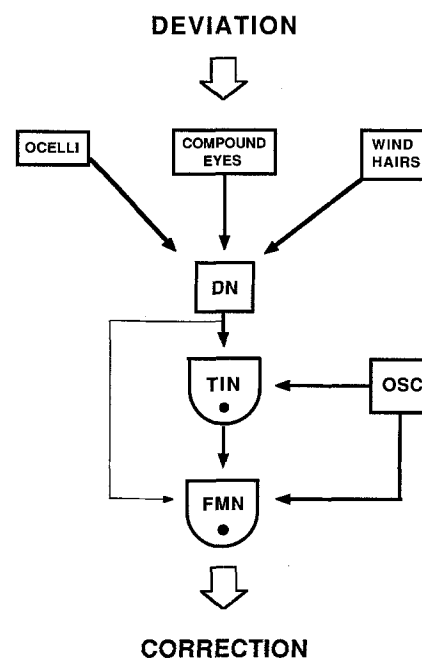 DEVIATION
OCELLI
COMPOUND
EYES
WIND
HAIRS
DN
TIN
OSC
FMN
CORRECTION